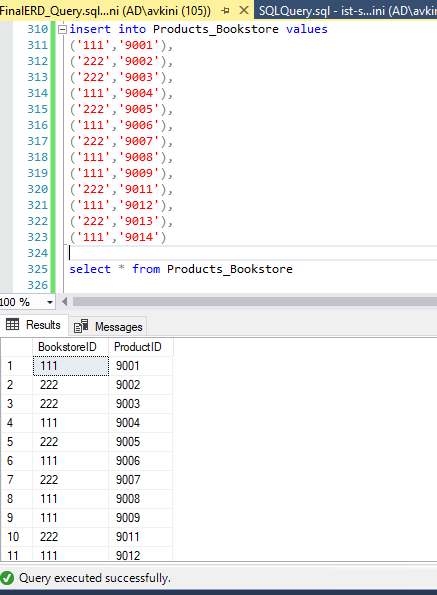 FinalERD_Query.sql...ni (AD\avkini (105)) SQLQuery.sql - ist-s...ini (AD\avkini
310 insert into Products_Bookstore values
311 ('111','9001'),
312 ('222','9002'),
313 ('222','9003'),
314 ('111','9004'),
315 ('222','9005'),
316 ('111','9006'),
317 ('222','9007'),
318 ('111','9008'),
319 ('111','9009'),
320 ('222','9011'),
321 ('111','9012'),
322 ('222','9013'),
323 ('111','9014')
324
325 select * from Products_Bookstore
326
100 %
Results Messages
BookstoreID ProductID
1 111 9001
2 222 9002
3 222 9003
4 111 9004
5 222 9005
6 111 9006
7 222 9007
8 111 9008
9 111 9009
10 222 9011
11 111 9012
Query executed successfully.